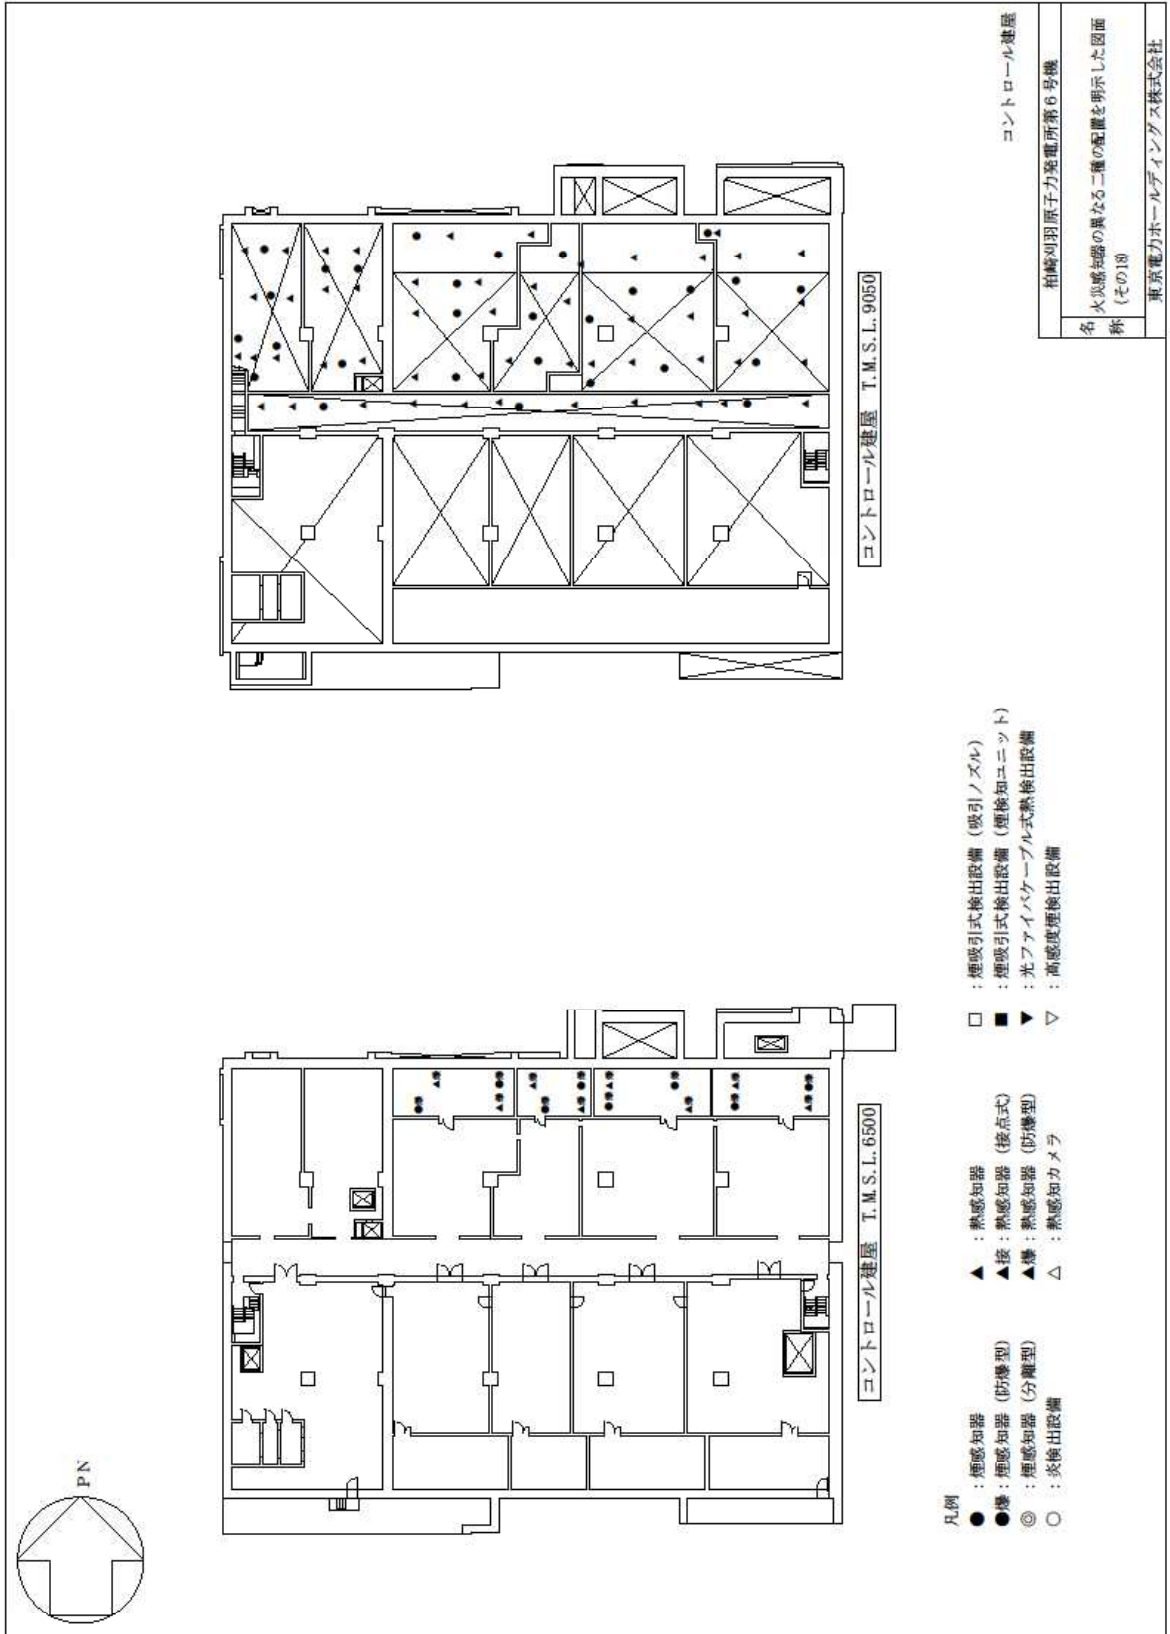 PN
コントロール建屋 T.M.S.L.6500
コントロール建屋 T.M.S.L.9050
凡例
● : 煙感知器
●爆: 煙感知器 (防爆型)
◎ : 煙感知器 (分離型)
○ : 炎検出設備
▲ : 熱感知器
▲接: 熱感知器 (接点式)
▲爆: 熱感知器 (防爆型)
△ : 熱感知カメラ
□ : 煙吸引式検出設備 (吸引ノズル)
■ : 煙吸引式検出設備 (煙検知ユニット)
▼ : 光ファイバケーブル式熱検出設備
▽ : 高感度煙検出設備
コントロール建屋
柏崎刈羽原子力発電所第6号機
名称
火災感知器の異なる二種の配置を明示した図面
(その18)
東京電力ホールディングス株式会社